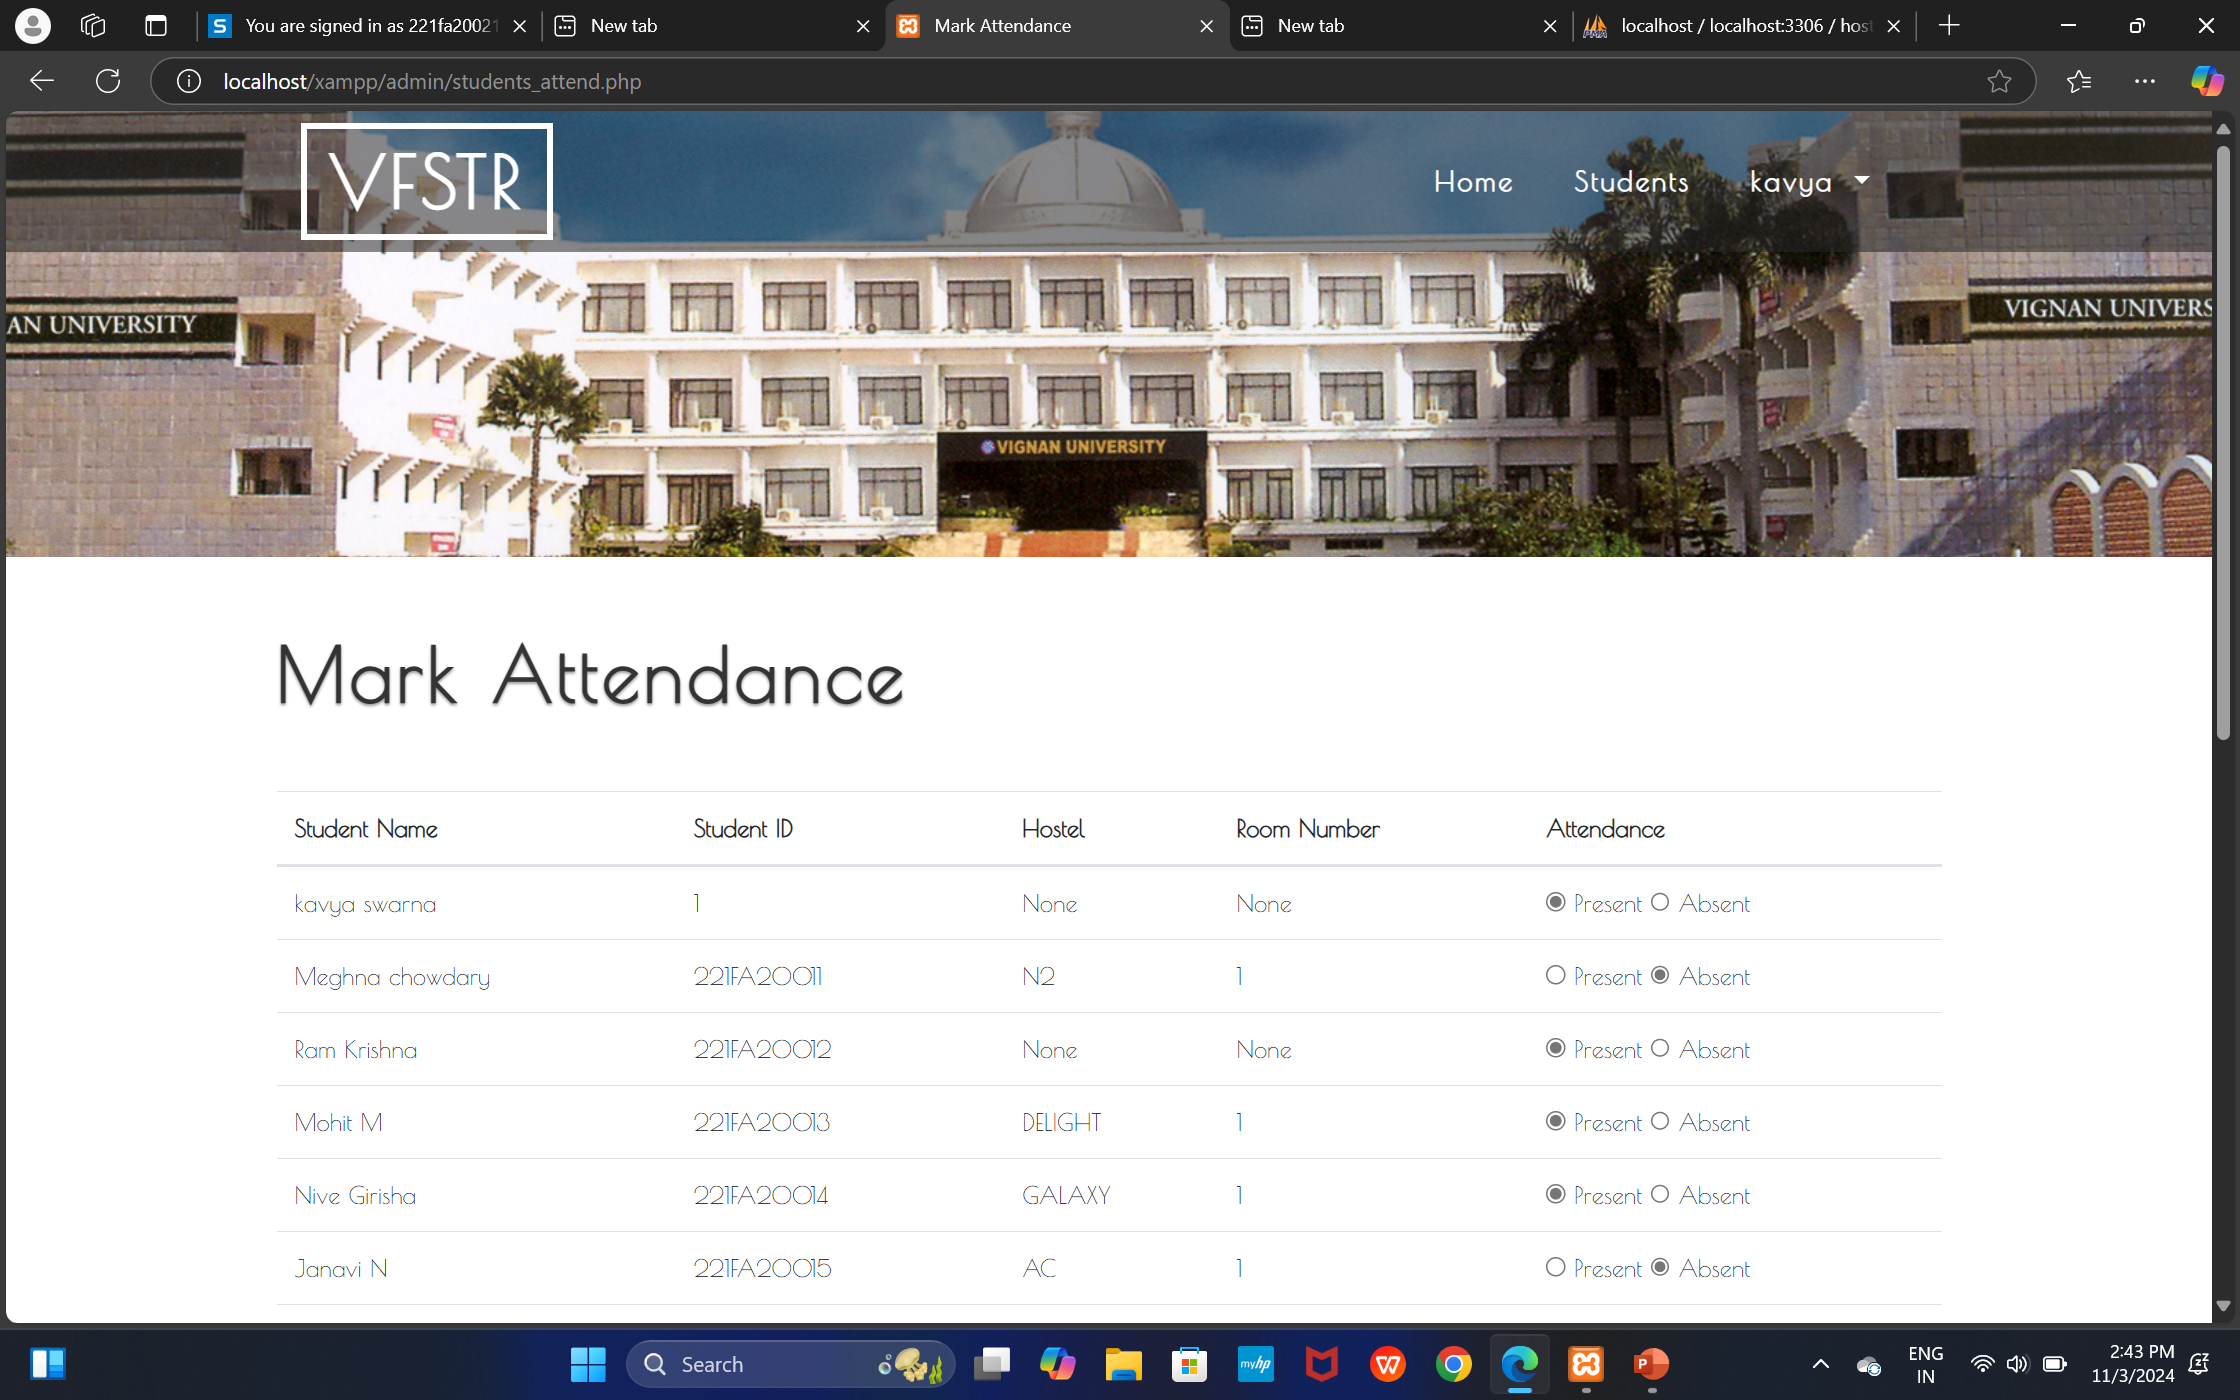 You are signed in as 221fa20021
New tab
Mark Attendance
New tab
localhost / localhost:3306 / host
localhost/xampp/admin/students_attend.php
VFSTR
Home
Students
kavya
AN UNIVERSITY
VIGNAN UNIVERS
VIGNAN UNIVERSITY
Mark Attendance
Student Name Student ID Hostel Room Number Attendance
kavya swarna 1 None None Present Absent
Meghna chowdary 221FA20011 N2 1 Present Absent
Ram Krishna 221FA20012 None None Present Absent
Mohit M 221FA20013 DELIGHT 1 Present Absent
Nive Girisha 221FA20014 GALAXY 1 Present Absent
Janavi N 221FA20015 AC 1 Present Absent
Search
myhp
ENG
IN
2:43 PM
11/3/2024